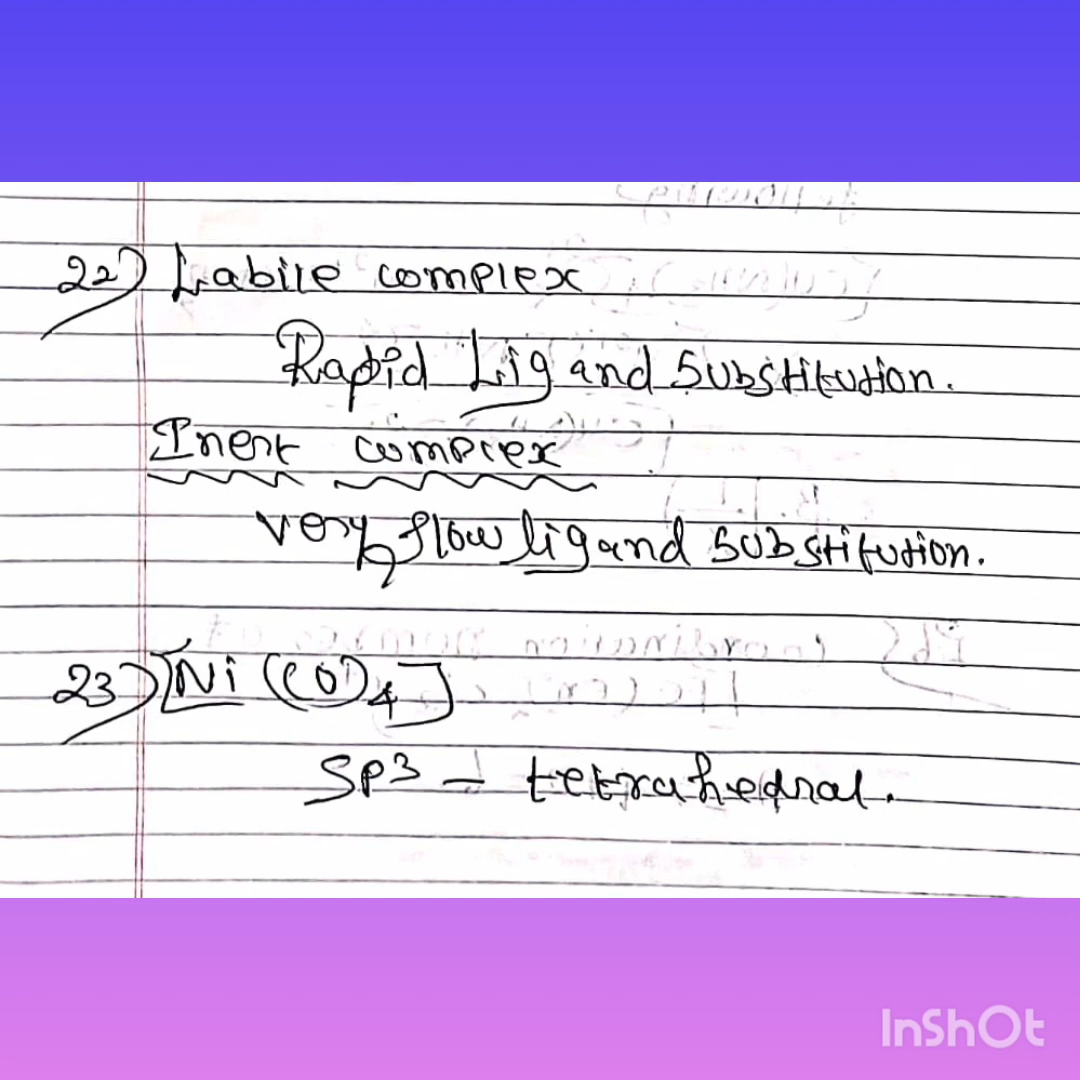 22) Labile complex
Rapid Ligand substitution.
Inert complex
very slow ligand substitution.
23) [Ni(CO)4]
SP3 - tetrahedral.
InShOt